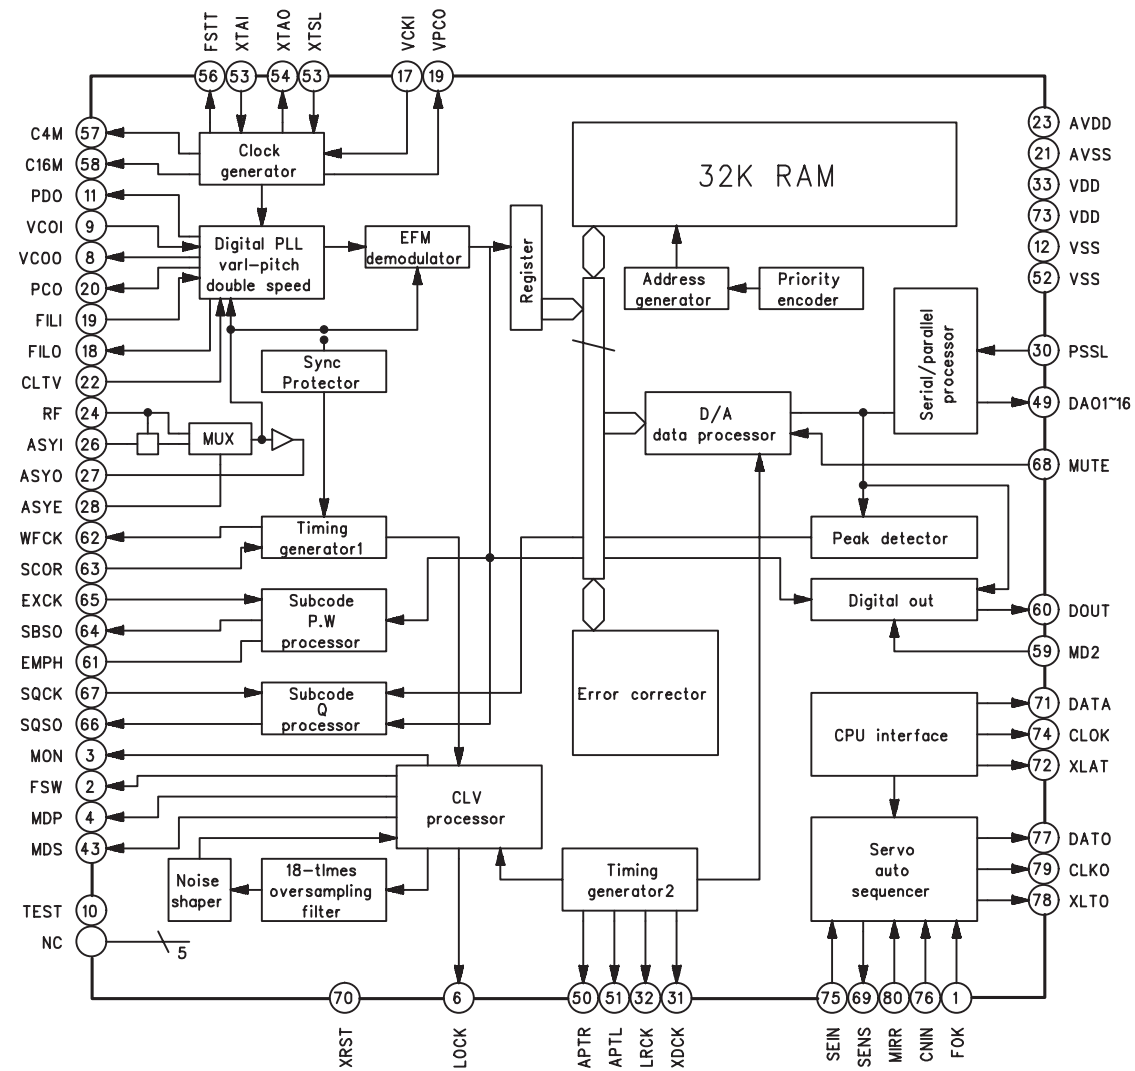 FSTT
XTAI
XTAO
XTSL
VCKI
VPCO
56
53
54
53
17
19
C4M 57
C16M 58
PDO 11
VCOI 9
VCOO 8
PCO 20
FILI 19
FILO 18
CLTV 22
RF 24
ASYI 26
ASYO 27
ASYE 28
WFCK 62
SCOR 63
EXCK 65
SBSO 64
EMPH 61
SQCK 67
SQSO 66
MON 3
FSW 2
MDP 4
MDS 43
TEST 10
NC
5
Clock
generator
Digital PLL
varI-pitch
double speed
EFM
demodulator
Register
Sync
Protector
MUX
Timing
generator1
Subcode
P.W
processor
Subcode
Q
processor
CLV
processor
Noise
shaper
18-tImes
oversampling
filter
32K RAM
Address
generator
Priority
encoder
Serial/parallel
processor
D/A
data processor
Peak detector
Digital out
Error corrector
CPU interface
Servo
auto
sequencer
Timing
generator2
23 AVDD
21 AVSS
33 VDD
73 VDD
12 VSS
52 VSS
30 PSSL
49 DAO1~16
68 MUTE
60 DOUT
59 MD2
71 DATA
74 CLOK
72 XLAT
77 DATO
79 CLKO
78 XLTO
70
6
50
51
32
31
75
69
80
76
1
XRST
LOCK
APTR
APTL
LRCK
XDCK
SEIN
SENS
MIRR
CNIN
FOK